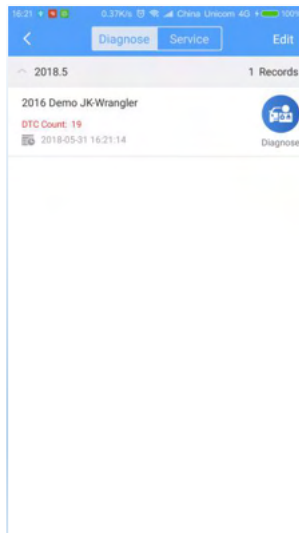 16:21 0.37K/s China Unicom 4G 100%
Diagnose Service Edit
2018.5 1 Records
2016 Demo JK-Wrangler
DTC Count: 19
2018-05-31 16:21:14
Diagnose